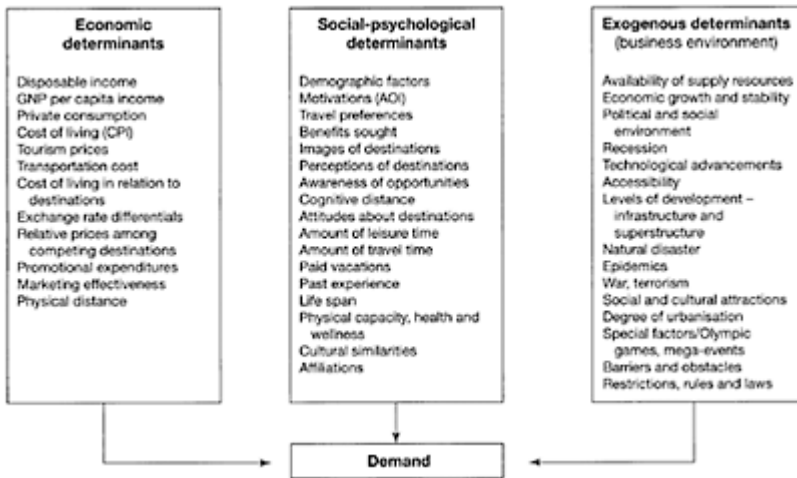 Economic
determinants
Disposable income
GNP per capita income
Private consumption
Cost of living (CPI)
Tourism prices
Transportation cost
Cost of living in relation to
destinations
Exchange rate differentials
Relative prices among
competing destinations
Promotional expenditures
Marketing effectiveness
Physical distance
Social-psychological
determinants
Demographic factors
Motivations (AOI)
Travel preferences
Benefits sought
Images of destinations
Perceptions of destinations
Awareness of opportunities
Cognitive distance
Attitudes about destinations
Amount of leisure time
Amount of travel time
Paid vacations
Past experience
Life span
Physical capacity, health and
wellness
Cultural similarities
Affiliations
Exogenous determinants
(business environment)
Availability of supply resources
Economic growth and stability
Political and social
environment
Recession
Technological advancements
Accessibility
Levels of development –
infrastructure and
superstructure
Natural disaster
Epidemics
War, terrorism
Social and cultural attractions
Degree of urbanisation
Special factors/Olympic
games, mega-events
Barriers and obstacles
Restrictions, rules and laws
Demand